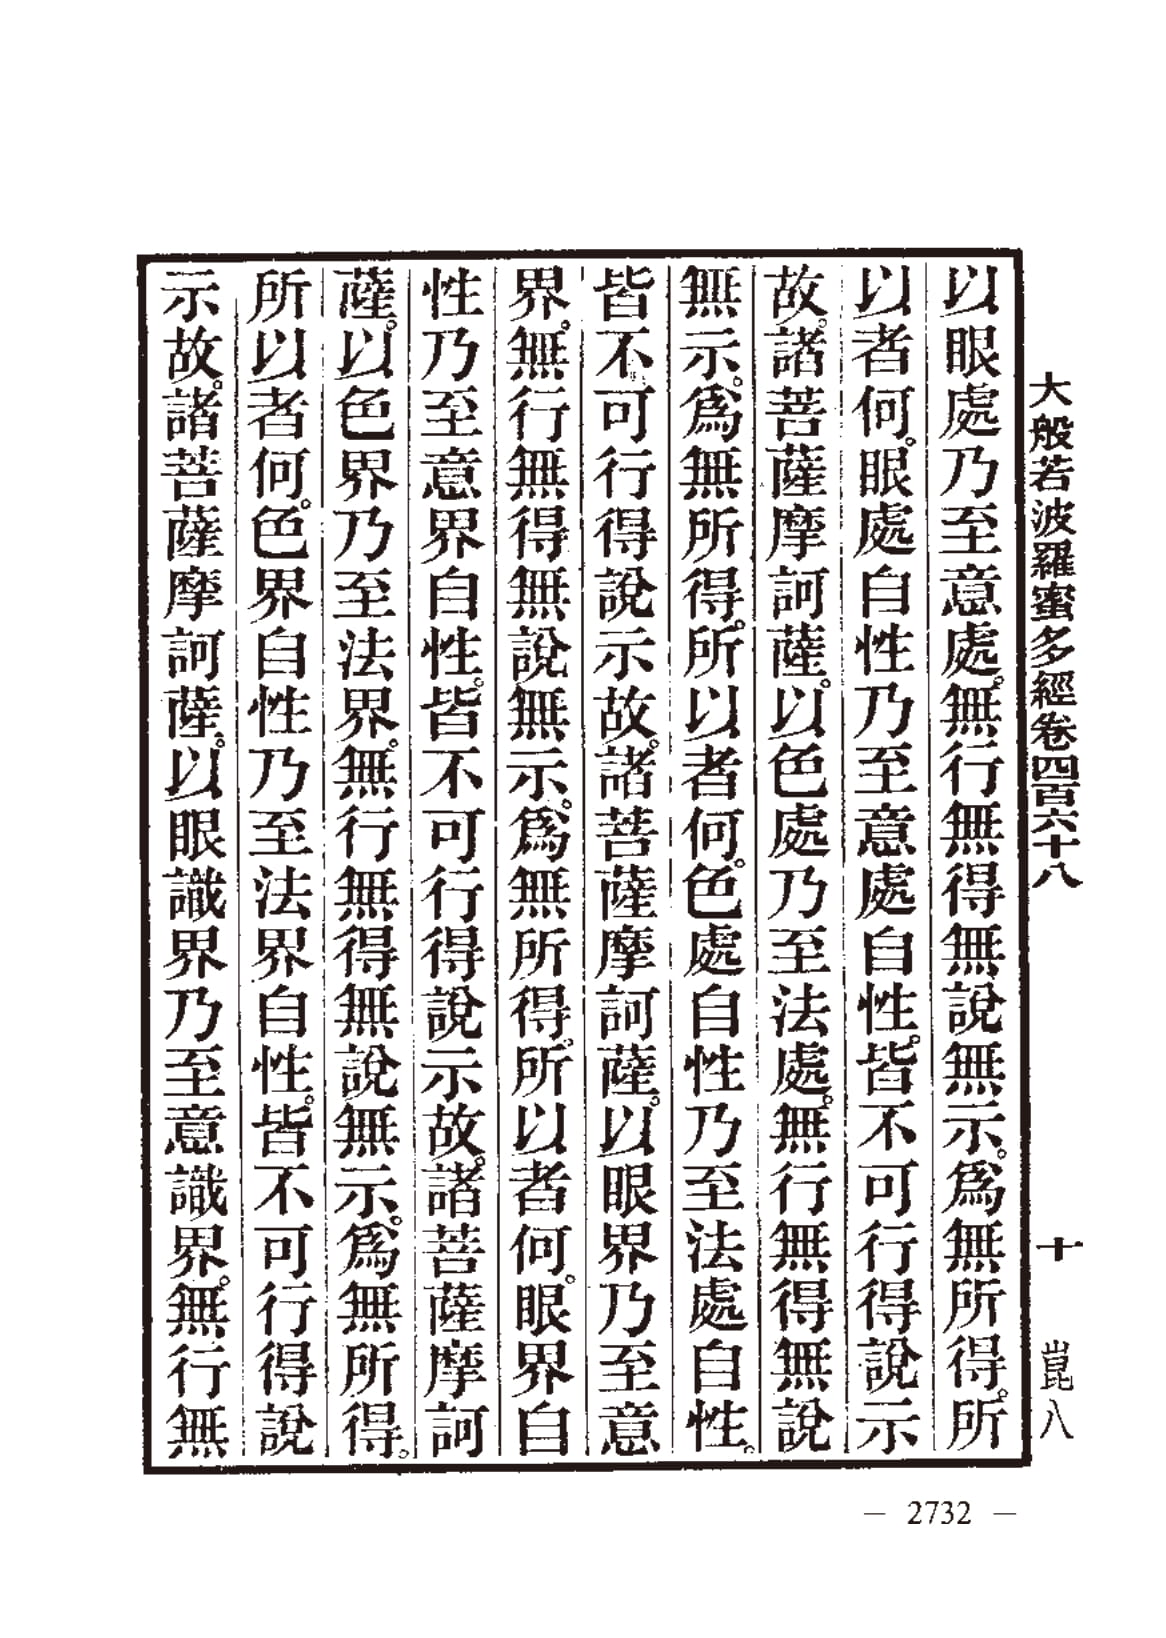 大般若波羅蜜多經卷四百六十八　十　崑八
以眼處乃至意處。無行無得無說無示。爲無所得。所
以者何。眼處自性乃至意處自性。皆不可行得說示
故。諸菩薩摩訶薩。以色處乃至法處。無行無得無說
無示。爲無所得。所以者何。色處自性乃至法處自性。
皆不可行得說示故。諸菩薩摩訶薩。以眼界乃至意
界。無行無得無說無示。爲無所得。所以者何。眼界自
性乃至意界自性。皆不可行得說示故。諸菩薩摩訶
薩。以色界乃至法界。無行無得無說無示。爲無所得。
所以者何。色界自性乃至法界自性。皆不可行得說
示故。諸菩薩摩訶薩。以眼識界乃至意識界。無行無
— 2732 —